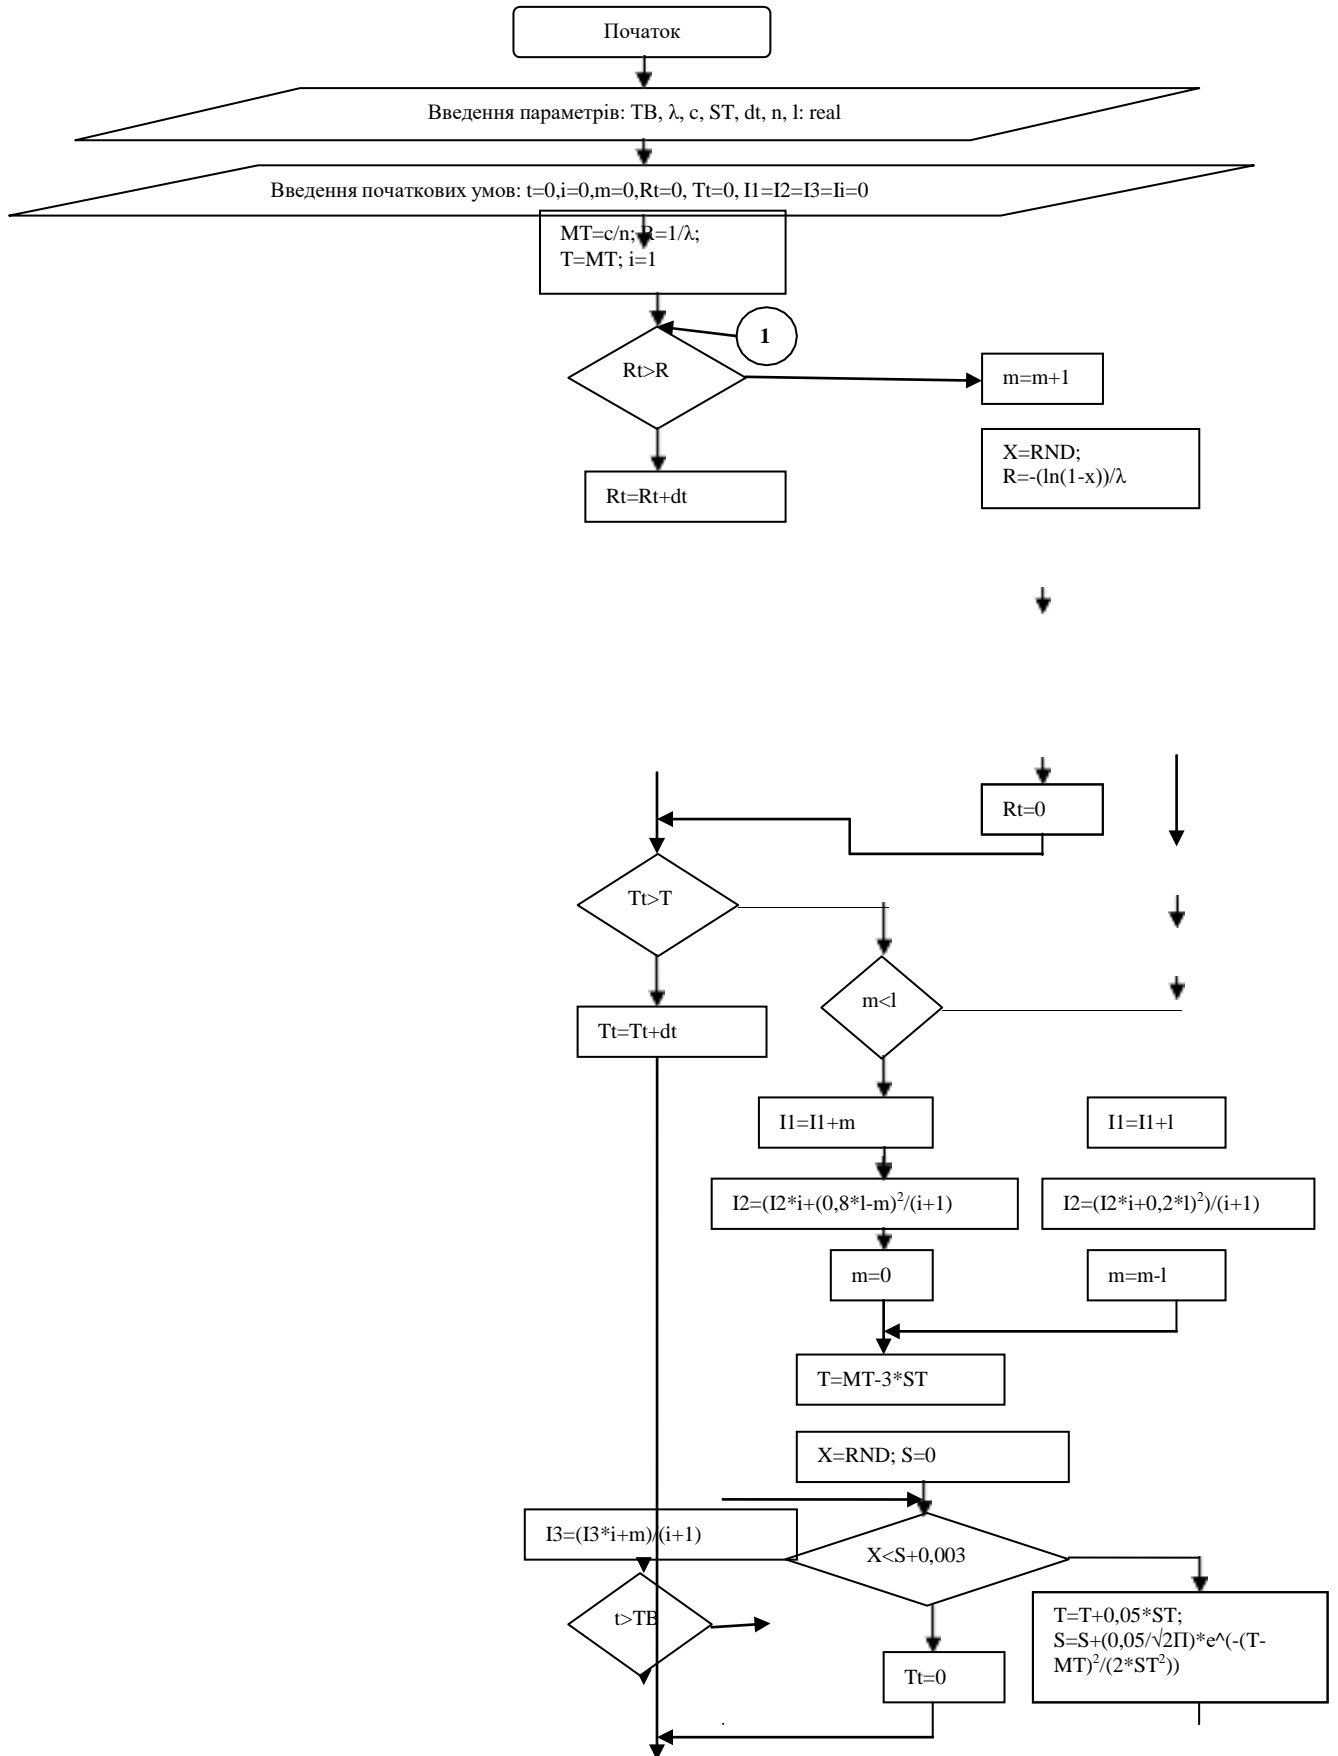 Початок
Введення параметрів: TB, λ, c, ST, dt, n, l: real
Введення початкових умов: t=0,i=0,m=0,Rt=0, Tt=0, I1=I2=I3=Ii=0
MT=c/n; R=1/λ;
T=MT; i=1
1
Rt>R
m=m+1
X=RND;
R=-(ln(1-x))/λ
Rt=Rt+dt
Rt=0
Tt>T
m<l
Tt=Tt+dt
I1=I1+m
I1=I1+l
I2=(I2*i+(0,8*l-m)²/(i+1)
I2=(I2*i+0,2*l)²)/(i+1)
m=0
m=m-l
T=MT-3*ST
X=RND; S=0
I3=(I3*i+m)/(i+1)
X<S+0,003
t>TB
T=T+0,05*ST;
S=S+(0,05/√2П)*e^(-(T-
MT)²/(2*ST²))
Tt=0